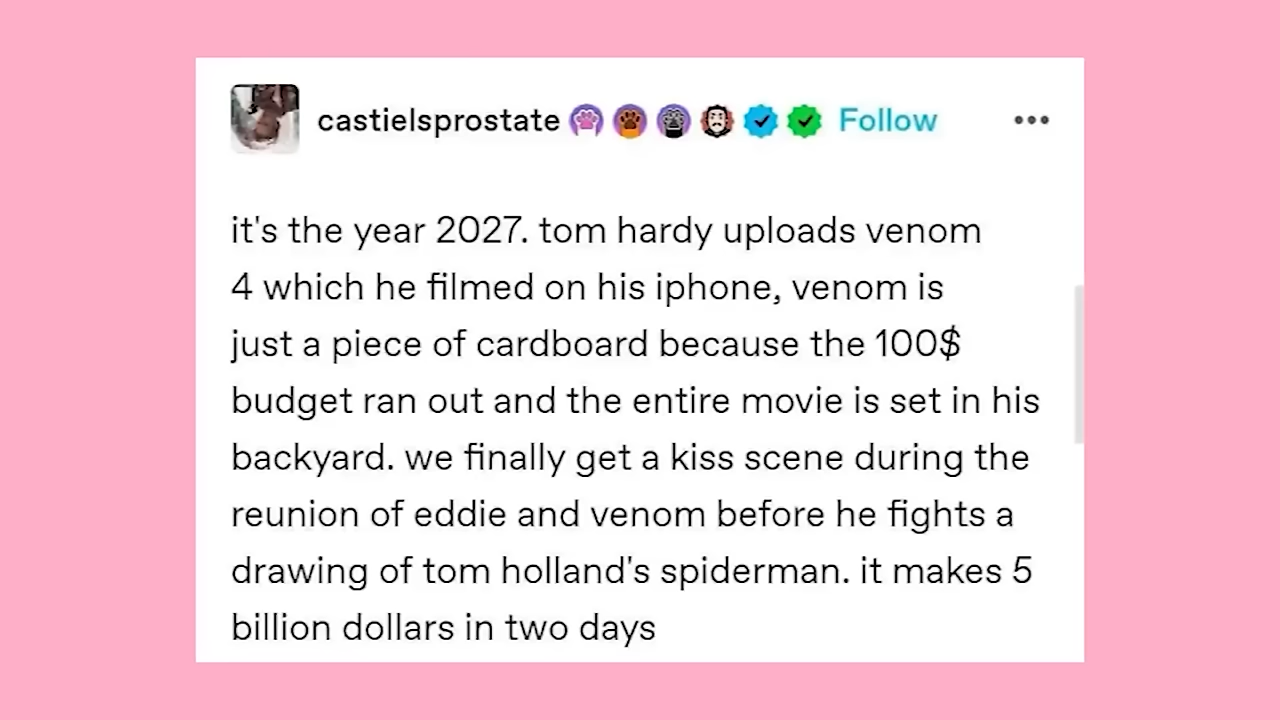 castielsprostate Follow
it's the year 2027. tom hardy uploads venom
4 which he filmed on his iphone, venom is
just a piece of cardboard because the 100$
budget ran out and the entire movie is set in his
backyard. we finally get a kiss scene during the
reunion of eddie and venom before he fights a
drawing of tom holland's spiderman. it makes 5
billion dollars in two days